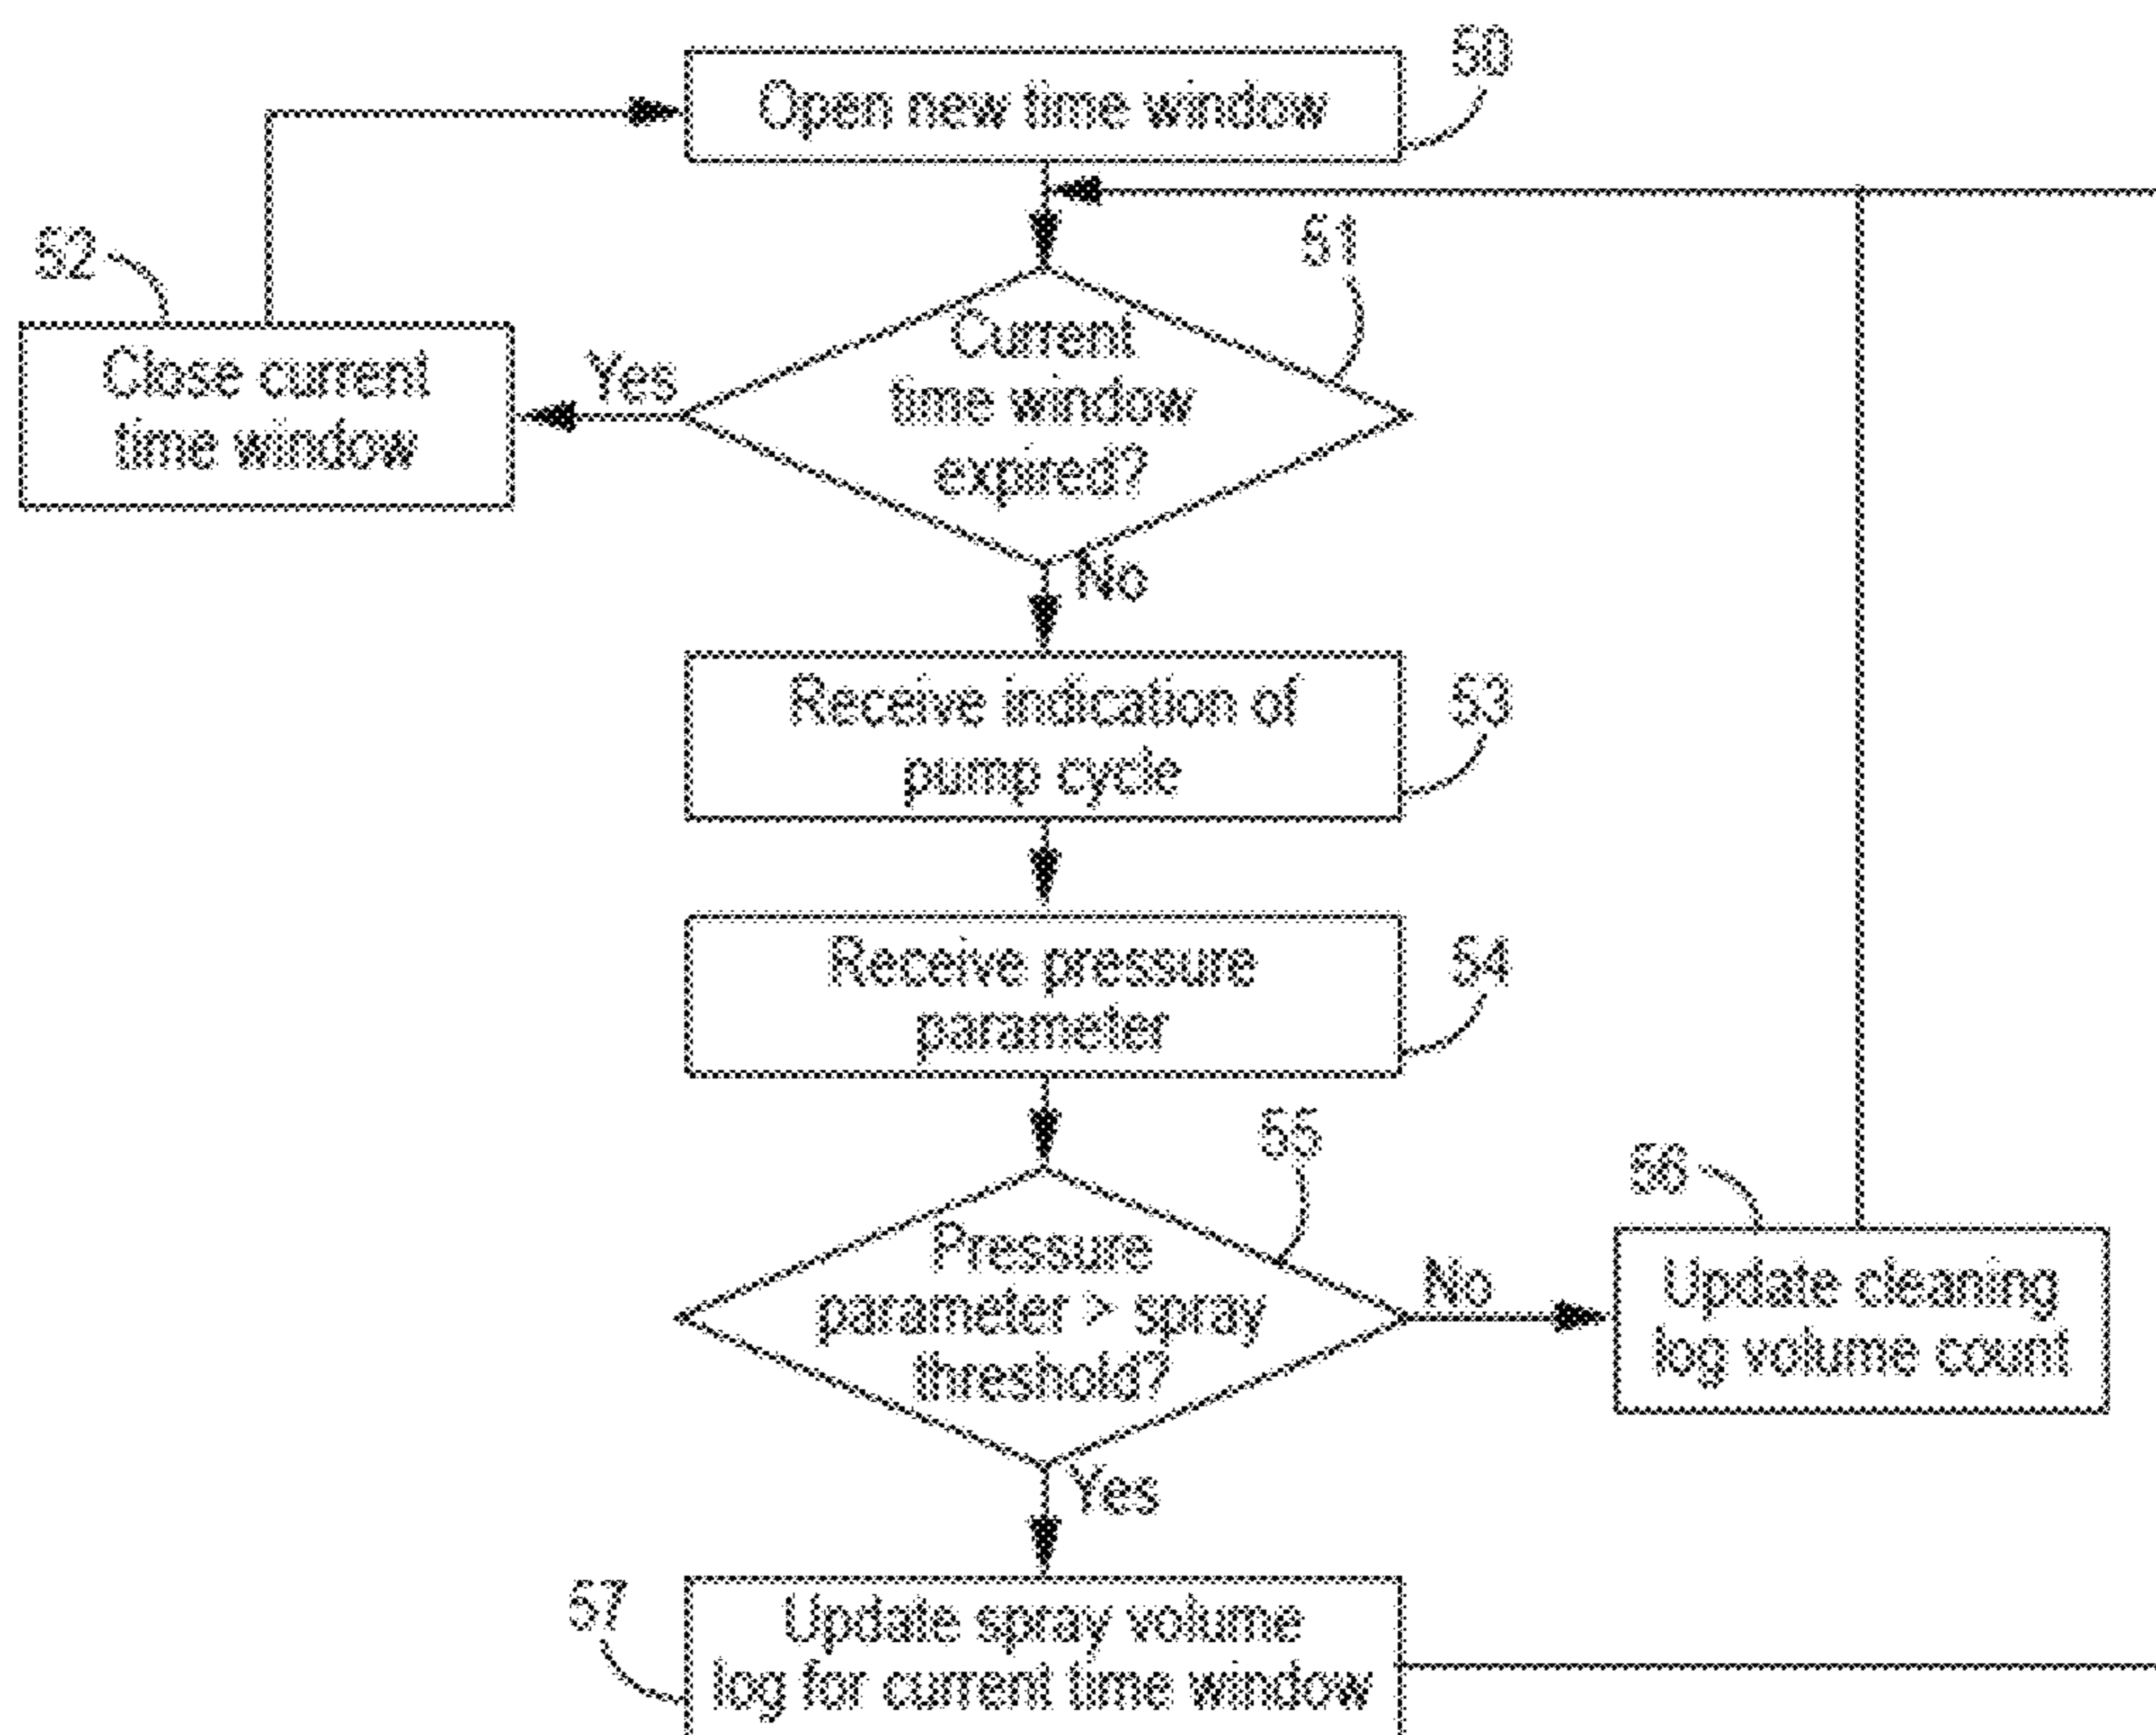 50
Open new time window
52
51
Close current
time window
Yes
Current
time window
expired?
No
Receive indication of
pump cycle
53
Receive pressure
parameter
54
55
56
Pressure
parameter > spray
threshold?
No
Update cleaning
log volume count
Yes
57
Update spray volume
log for current time window